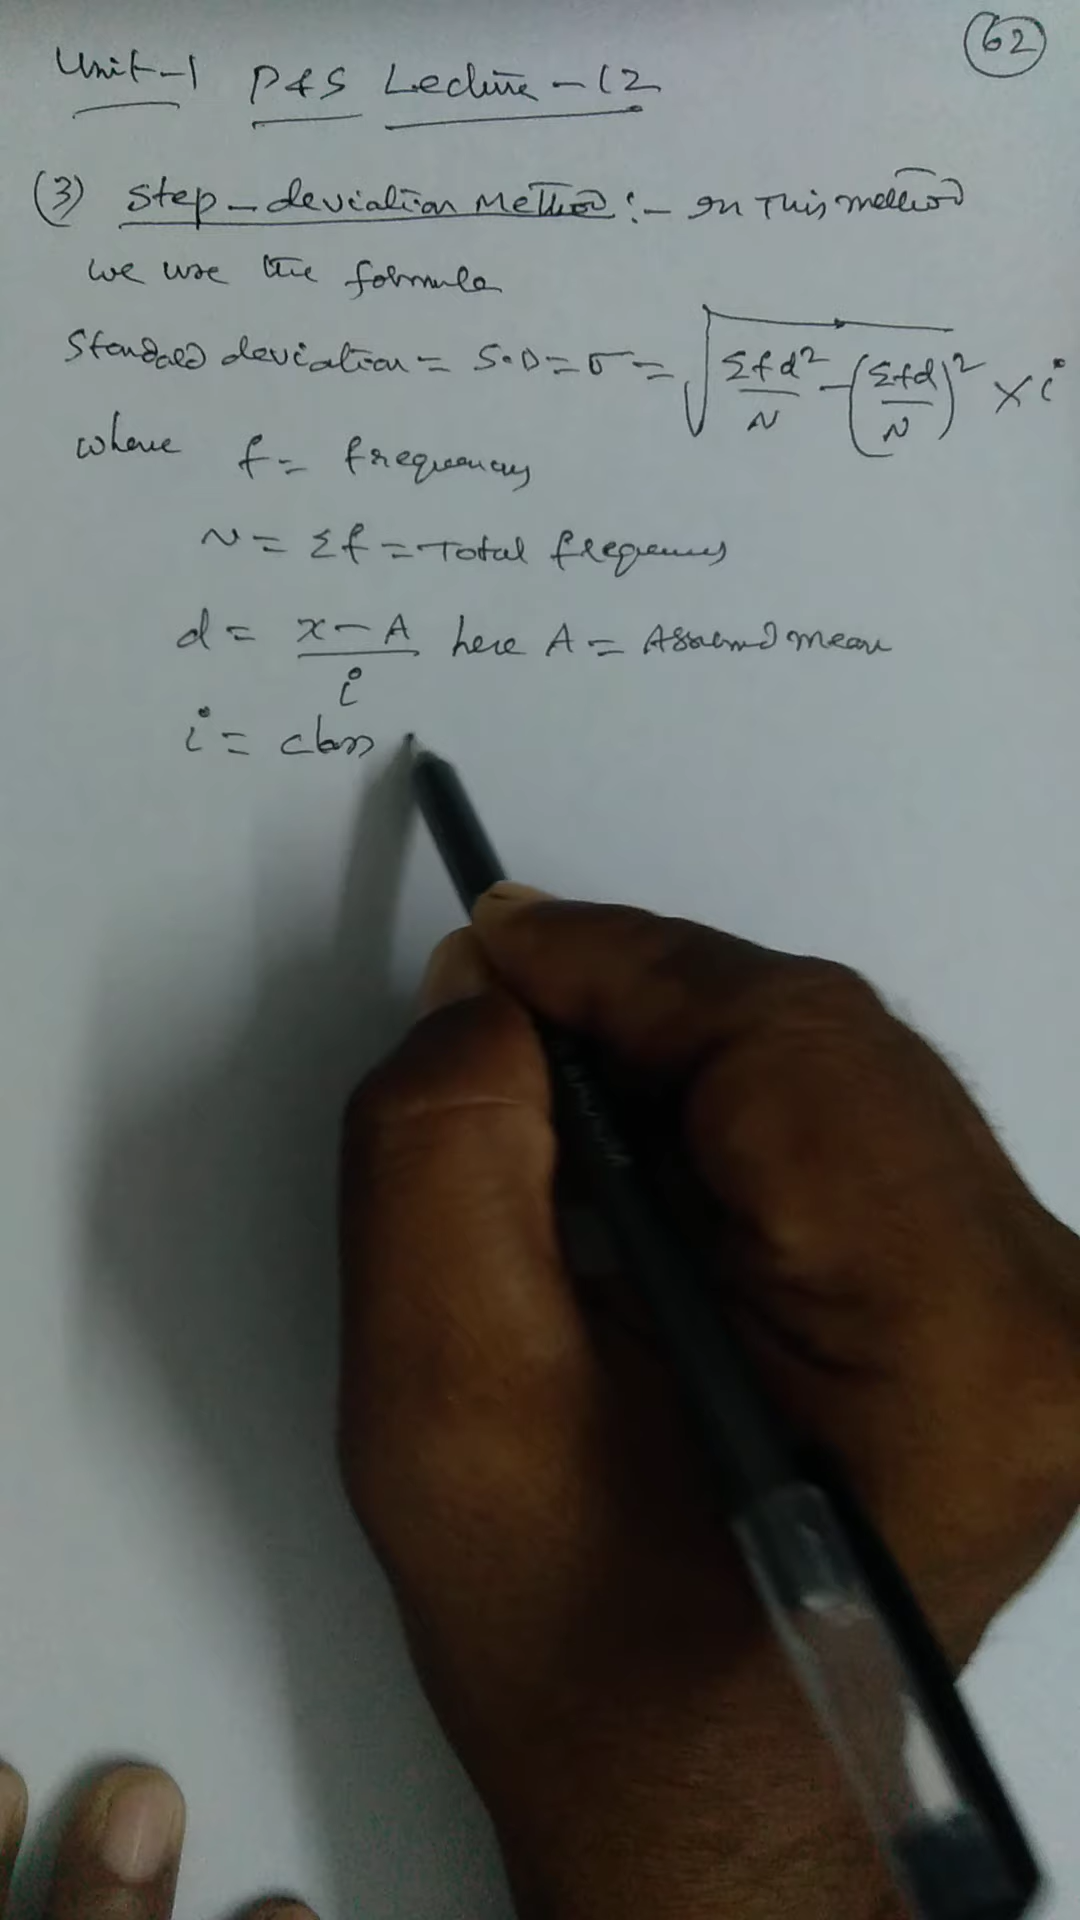 62
Unit-1 P&S Lecture-12
(3) Step-deviation Method:- In This method
we use the formula
Standard deviation = S.D = σ = √(Σfd²/N - (Σfd/N)²) × i
where f = frequency
N = Σf = Total frequency
d = (x-A)/i here A = Assumed mean
i = class